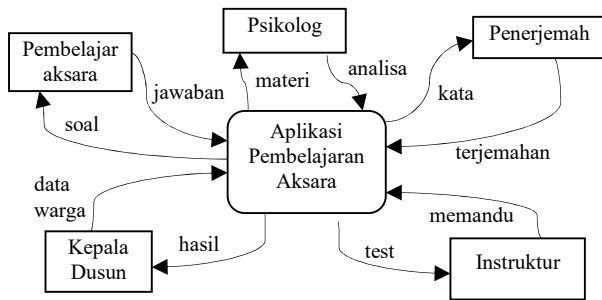 Psikolog
Penerjemah
Pembelajar
aksara
jawaban
materi
analisa
kata
soal
Aplikasi
Pembelajaran
Aksara
terjemahan
data
warga
memandu
Kepala
Dusun
hasil
test
Instruktur